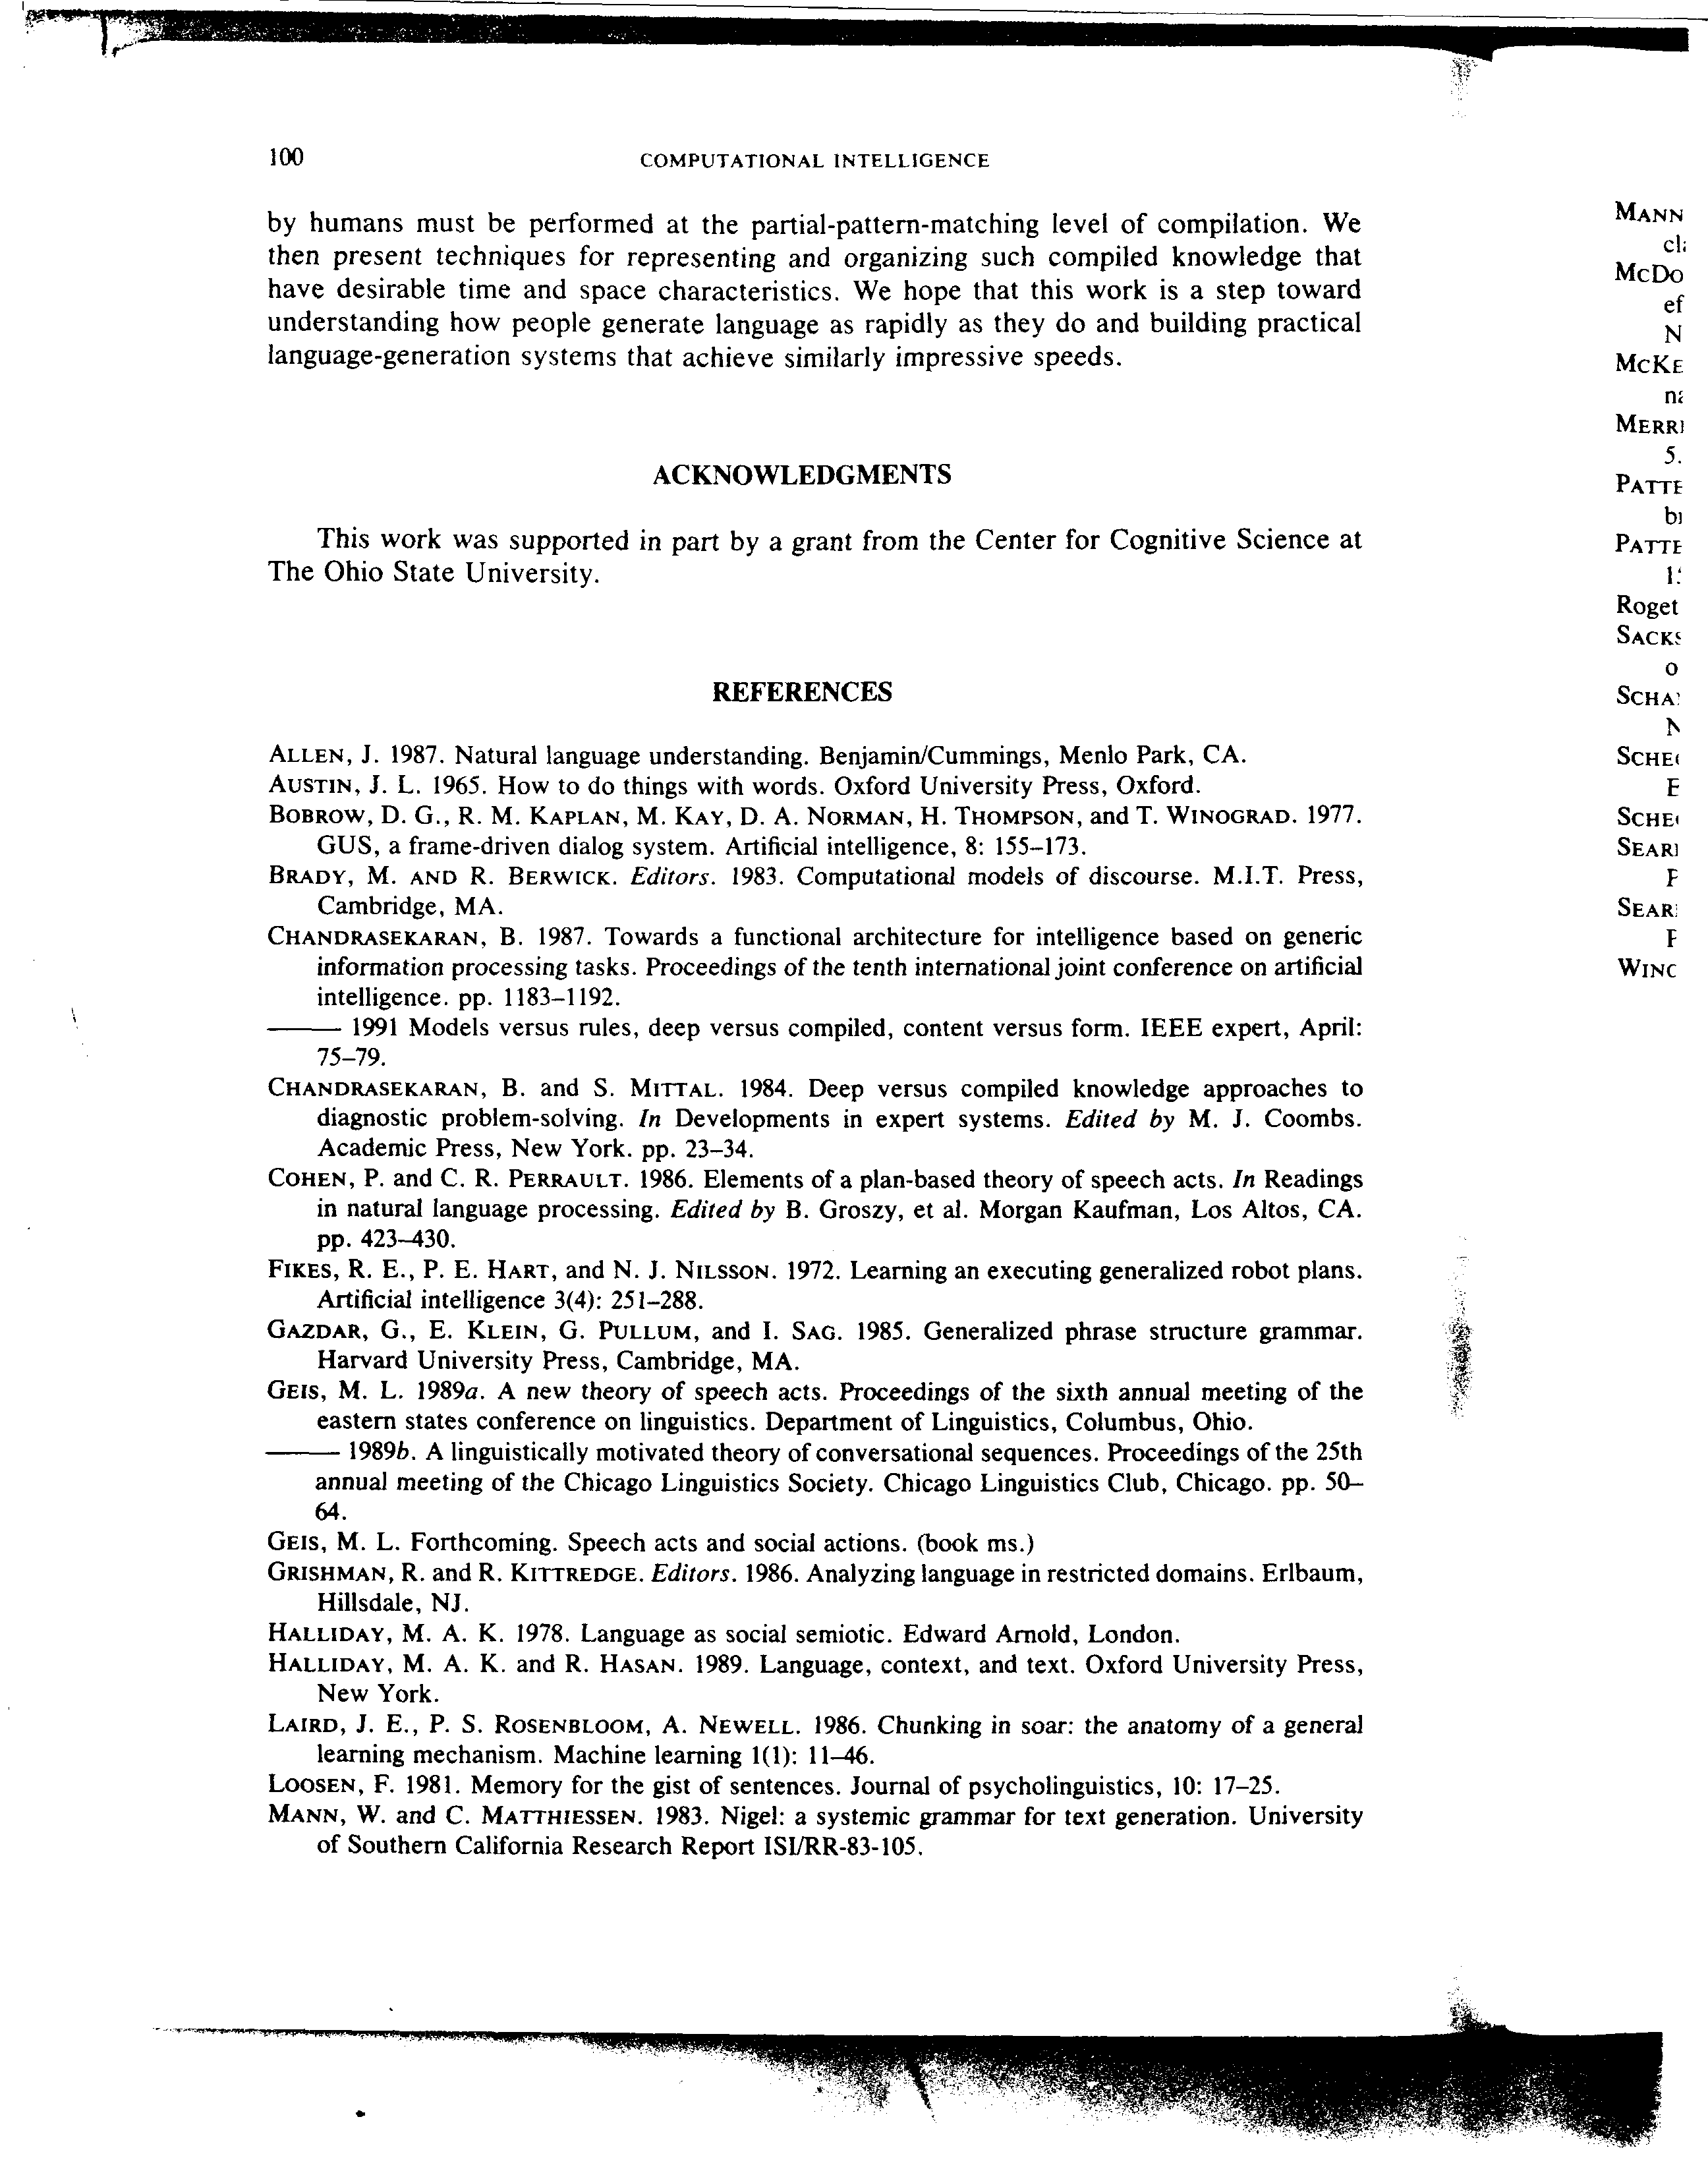 100
COMPUTATIONAL INTELLIGENCE
by humans must be performed at the partial-pattern-matching level of compilation. We
then present techniques for representing and organizing such compiled knowledge that
have desirable time and space characteristics. We hope that this work is a step toward
understanding how people generate language as rapidly as they do and building practical
language-generation systems that achieve similarly impressive speeds.
ACKNOWLEDGMENTS
This work was supported in part by a grant from the Center for Cognitive Science at
The Ohio State University.
REFERENCES
ALLEN, J. 1987. Natural language understanding. Benjamin/Cummings, Menlo Park, CA.
AUSTIN, J. L. 1965. How to do things with words. Oxford University Press, Oxford.
BOBROW, D. G., R. M. KAPLAN, M. KAY, D. A. NORMAN, H. THOMPSON, and T. WINOGRAD. 1977.
GUS, a frame-driven dialog system. Artificial intelligence, 8: 155–173.
BRADY, M. AND R. BERWICK. Editors. 1983. Computational models of discourse. M.I.T. Press,
Cambridge, MA.
CHANDRASEKARAN, B. 1987. Towards a functional architecture for intelligence based on generic
information processing tasks. Proceedings of the tenth international joint conference on artificial
intelligence. pp. 1183–1192.
——— 1991 Models versus rules, deep versus compiled, content versus form. IEEE expert, April:
75–79.
CHANDRASEKARAN, B. and S. MITTAL. 1984. Deep versus compiled knowledge approaches to
diagnostic problem-solving. In Developments in expert systems. Edited by M. J. Coombs.
Academic Press, New York. pp. 23–34.
COHEN, P. and C. R. PERRAULT. 1986. Elements of a plan-based theory of speech acts. In Readings
in natural language processing. Edited by B. Groszy, et al. Morgan Kaufman, Los Altos, CA.
pp. 423–430.
FIKES, R. E., P. E. HART, and N. J. NILSSON. 1972. Learning an executing generalized robot plans.
Artificial intelligence 3(4): 251–288.
GAZDAR, G., E. KLEIN, G. PULLUM, and I. SAG. 1985. Generalized phrase structure grammar.
Harvard University Press, Cambridge, MA.
GEIS, M. L. 1989a. A new theory of speech acts. Proceedings of the sixth annual meeting of the
eastern states conference on linguistics. Department of Linguistics, Columbus, Ohio.
——— 1989b. A linguistically motivated theory of conversational sequences. Proceedings of the 25th
annual meeting of the Chicago Linguistics Society. Chicago Linguistics Club, Chicago. pp. 50–
64.
GEIS, M. L. Forthcoming. Speech acts and social actions. (book ms.)
GRISHMAN, R. and R. KITTREDGE. Editors. 1986. Analyzing language in restricted domains. Erlbaum,
Hillsdale, NJ.
HALLIDAY, M. A. K. 1978. Language as social semiotic. Edward Arnold, London.
HALLIDAY, M. A. K. and R. HASAN. 1989. Language, context, and text. Oxford University Press,
New York.
LAIRD, J. E., P. S. ROSENBLOOM, A. NEWELL. 1986. Chunking in soar: the anatomy of a general
learning mechanism. Machine learning 1(1): 11–46.
LOOSEN, F. 1981. Memory for the gist of sentences. Journal of psycholinguistics, 10: 17–25.
MANN, W. and C. MATTHIESSEN. 1983. Nigel: a systemic grammar for text generation. University
of Southern California Research Report ISI/RR-83-105.
MANN
McDo
ef
N
McKE
MERRI
5.
PATTE
PATTE
Roget
SACKS
o